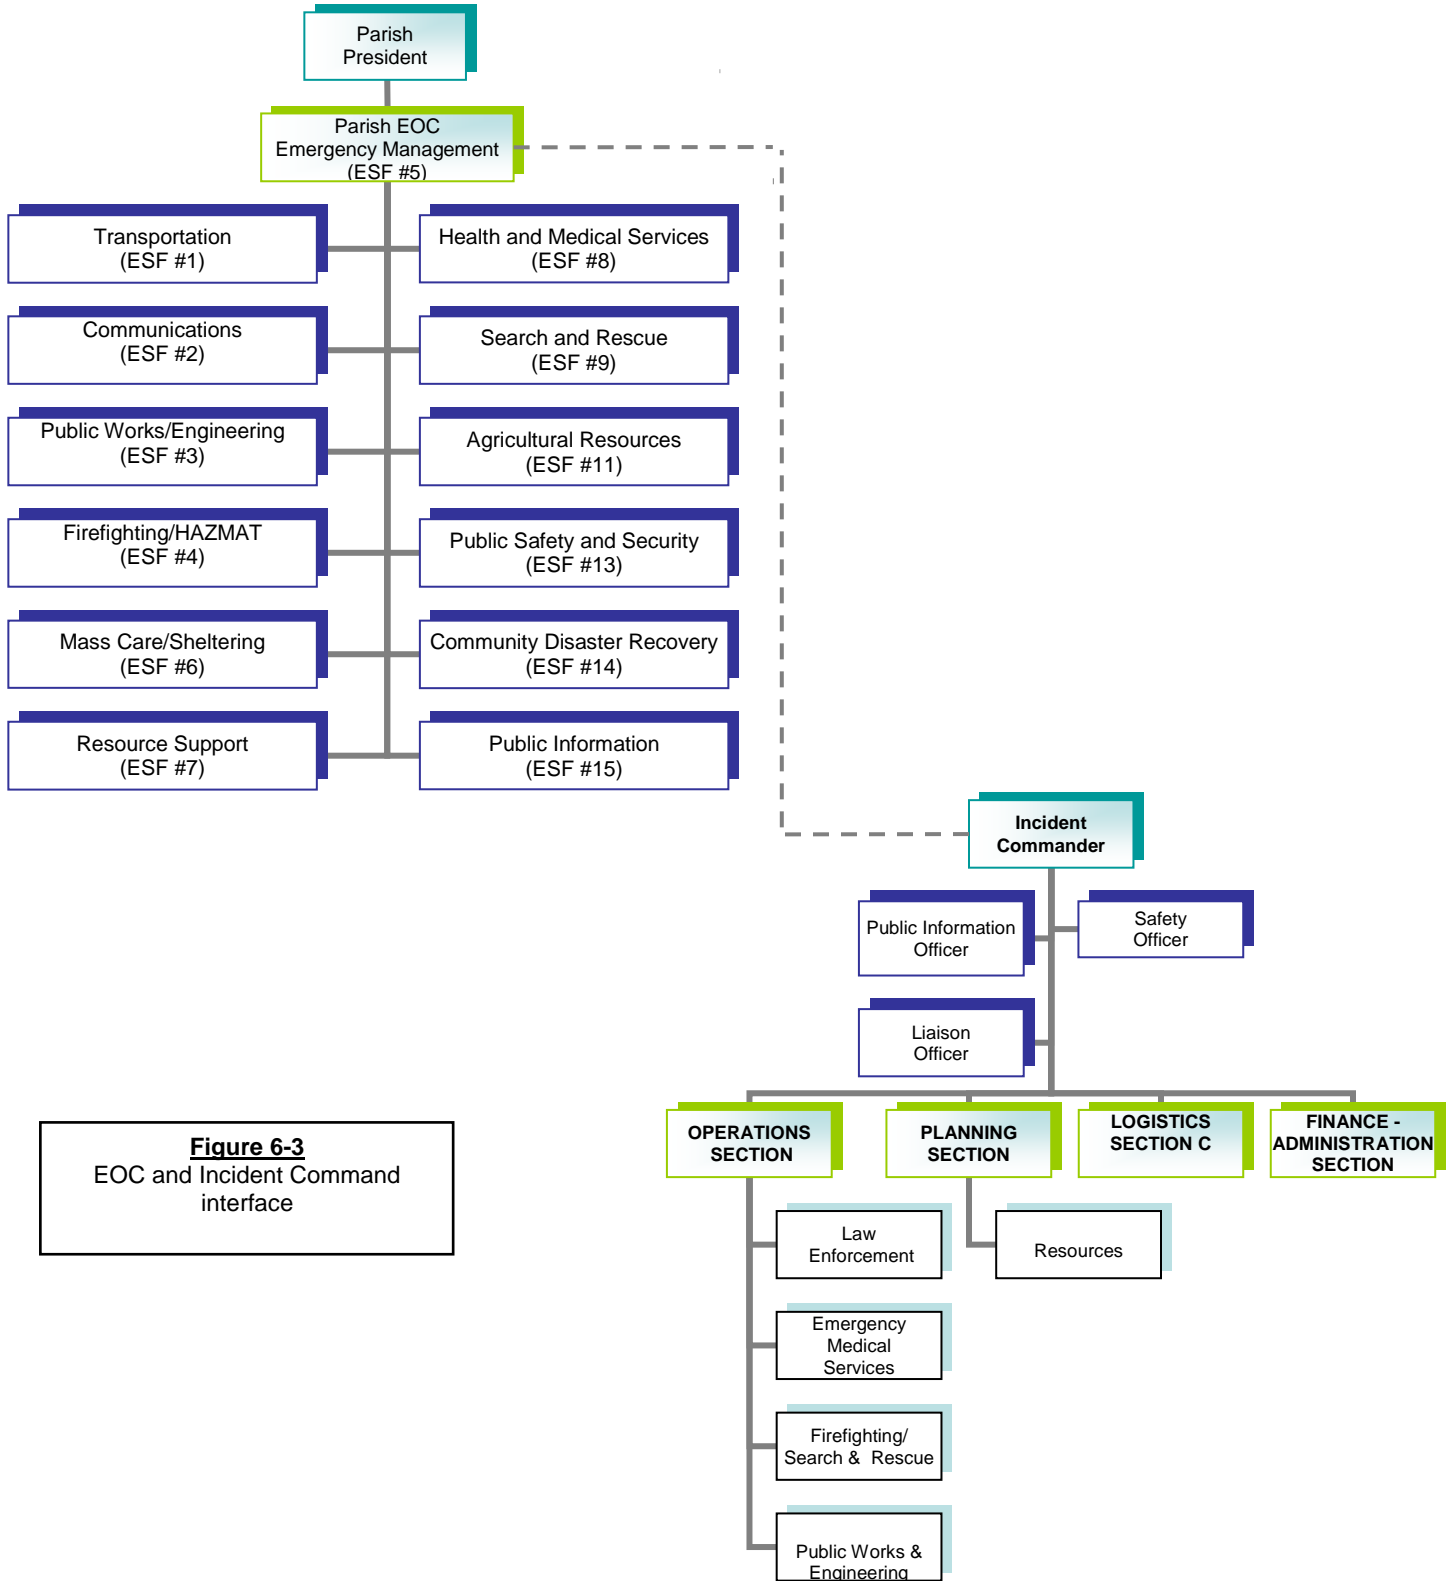 Parish
President
Parish EOC
Emergency Management
(ESF #5)
Transportation
(ESF #1)
Health and Medical Services
(ESF #8)
Communications
(ESF #2)
Search and Rescue
(ESF #9)
Public Works/Engineering
(ESF #3)
Agricultural Resources
(ESF #11)
Firefighting/HAZMAT
(ESF #4)
Public Safety and Security
(ESF #13)
Mass Care/Sheltering
(ESF #6)
Community Disaster Recovery
(ESF #14)
Resource Support
(ESF #7)
Public Information
(ESF #15)
Incident
Commander
Public Information
Officer
Safety
Officer
Liaison
Officer
OPERATIONS
SECTION
PLANNING
SECTION
LOGISTICS
SECTION C
FINANCE -
ADMINISTRATION
SECTION
Figure 6-3
EOC and Incident Command
interface
Law
Enforcement
Resources
Emergency
Medical
Services
Firefighting/
Search &  Rescue
Public Works &
Engineering